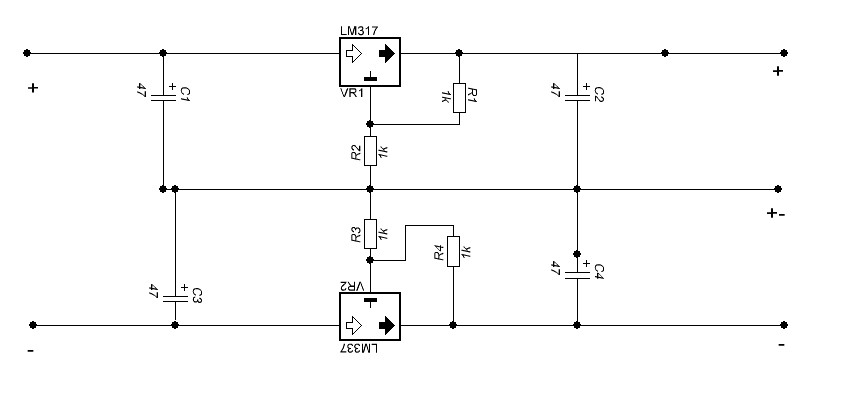 LM317
+
+
C1
47
VR1
R1
1k
+
C2
47
+
R2
1k
+-
R3
1k
R4
1k
+
C4
47
+
C3
47
VR2
-
LM337
-